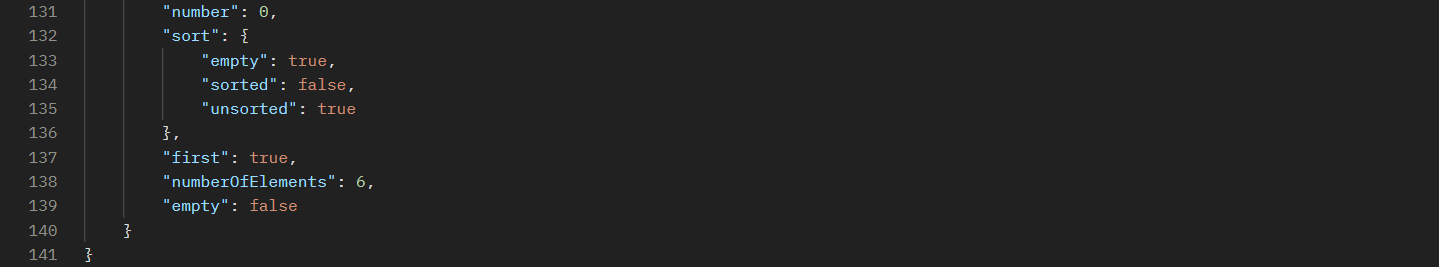 131 "number": 0,
132 "sort": {
133 "empty": true,
134 "sorted": false,
135 "unsorted": true
136 },
137 "first": true,
138 "numberOfElements": 6,
139 "empty": false
140 }
141 }